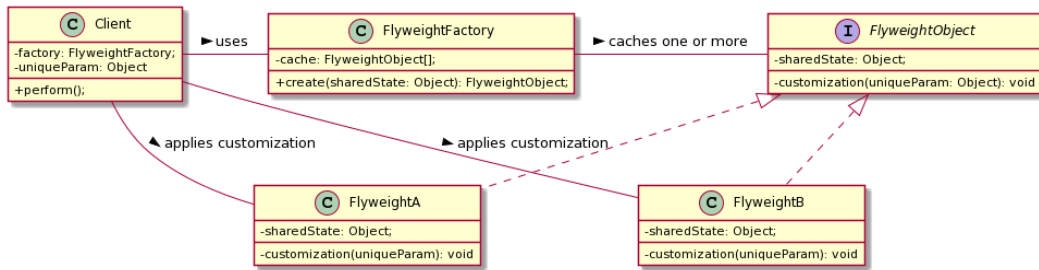 C Client
-factory: FlyweightFactory;
-uniqueParam: Object
+perform();
uses
C FlyweightFactory
-cache: FlyweightObject[];
+create(sharedState: Object): FlyweightObject;
caches one or more
I FlyweightObject
-sharedState: Object;
-customization(uniqueParam: Object): void
applies customization
applies customization
C FlyweightA
-sharedState: Object;
-customization(uniqueParam): void
C FlyweightB
-sharedState: Object;
-customization(uniqueParam): void